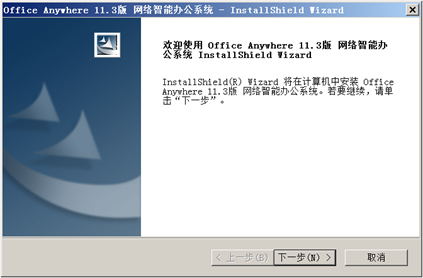 Office Anywhere 11.3版 网络智能办公系统 - InstallShield Wizard
欢迎使用 Office Anywhere 11.3版 网络智能办
公系统 InstallShield Wizard
InstallShield(R) Wizard 将在计算机中安装 Office
Anywhere 11.3版 网络智能办公系统。若要继续，请单
击“下一步”。
< 上一步(B) 下一步(N) > 取消